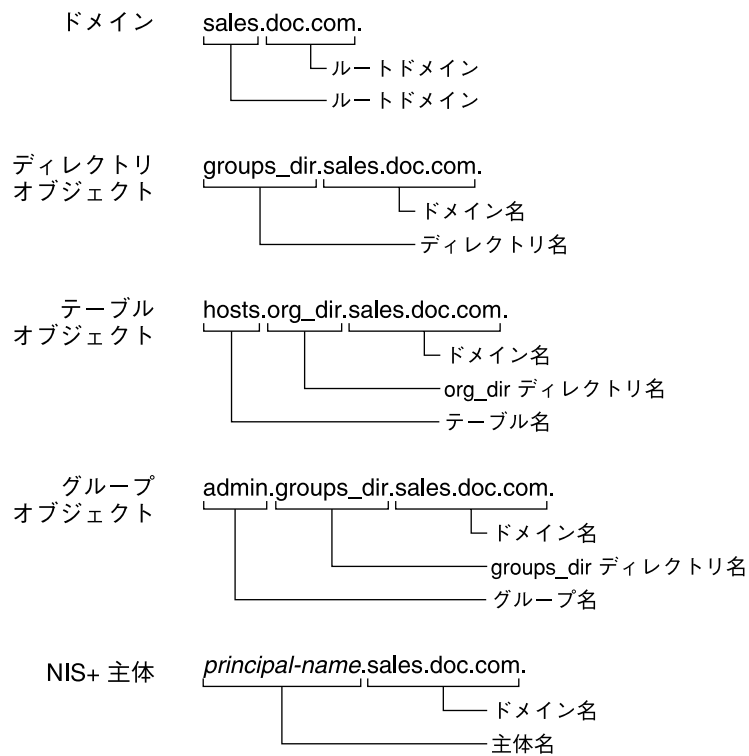 ドメイン
sales.doc.com.
ルートドメイン
ルートドメイン
ディレクトリ
オブジェクト
groups_dir.sales.doc.com.
ドメイン名
ディレクトリ名
テーブル
オブジェクト
hosts.org_dir.sales.doc.com.
ドメイン名
org_dir ディレクトリ名
テーブル名
グループ
オブジェクト
admin.groups_dir.sales.doc.com.
ドメイン名
groups_dir ディレクトリ名
グループ名
NIS+ 主体
principal-name.sales.doc.com.
ドメイン名
主体名